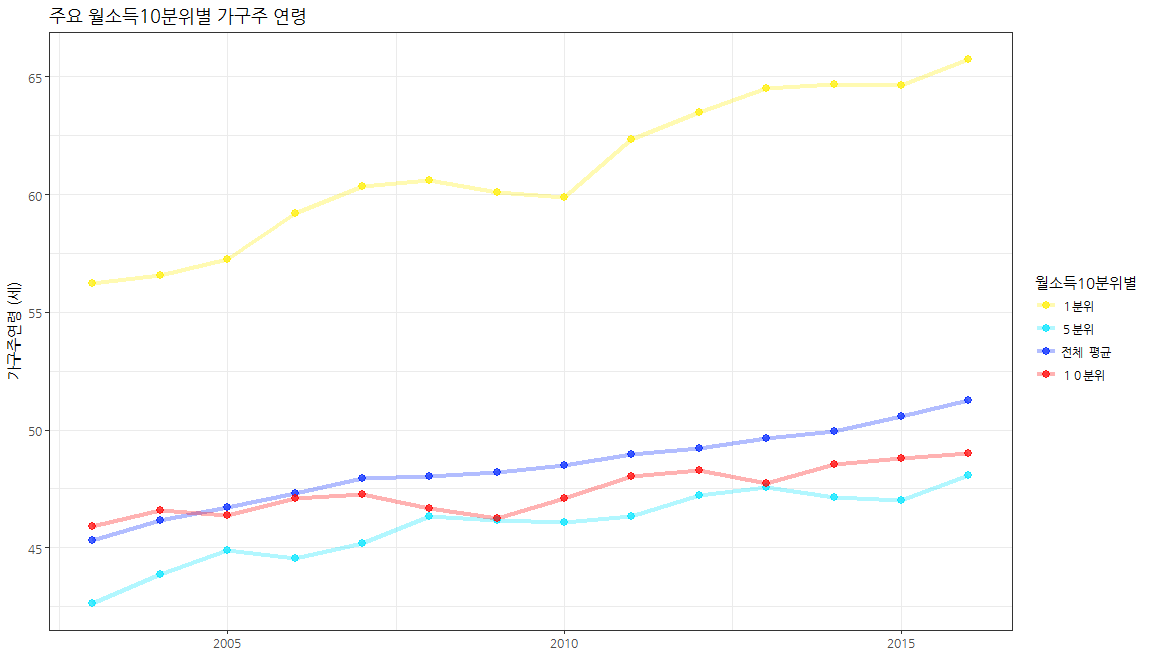 주요 월소득10분위별 가구주 연령
가구주연령 (세)
65
60
55
50
45
2005
2010
2015
월소득10분위별
1분위
5분위
전체 평균
10분위